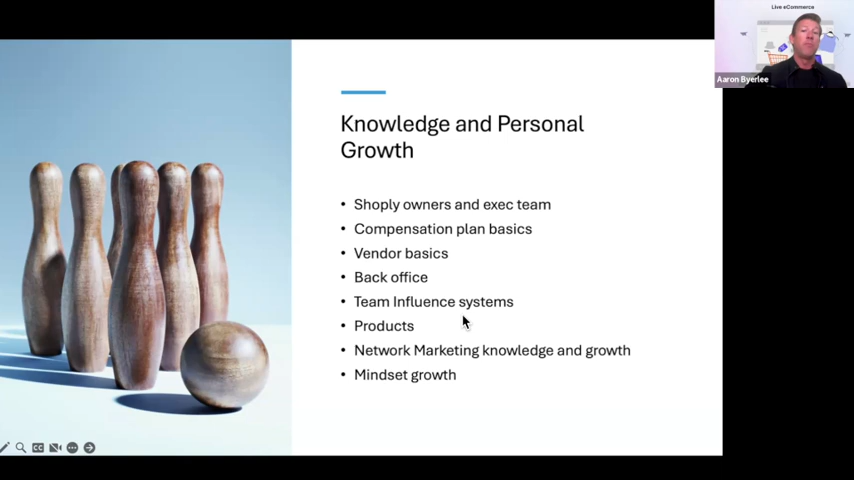 Live eCommerce
Aaron Byerlee
Knowledge and Personal
Growth
• Shoply owners and exec team
• Compensation plan basics
• Vendor basics
• Back office
• Team Influence systems
• Products
• Network Marketing knowledge and growth
• Mindset growth
CC